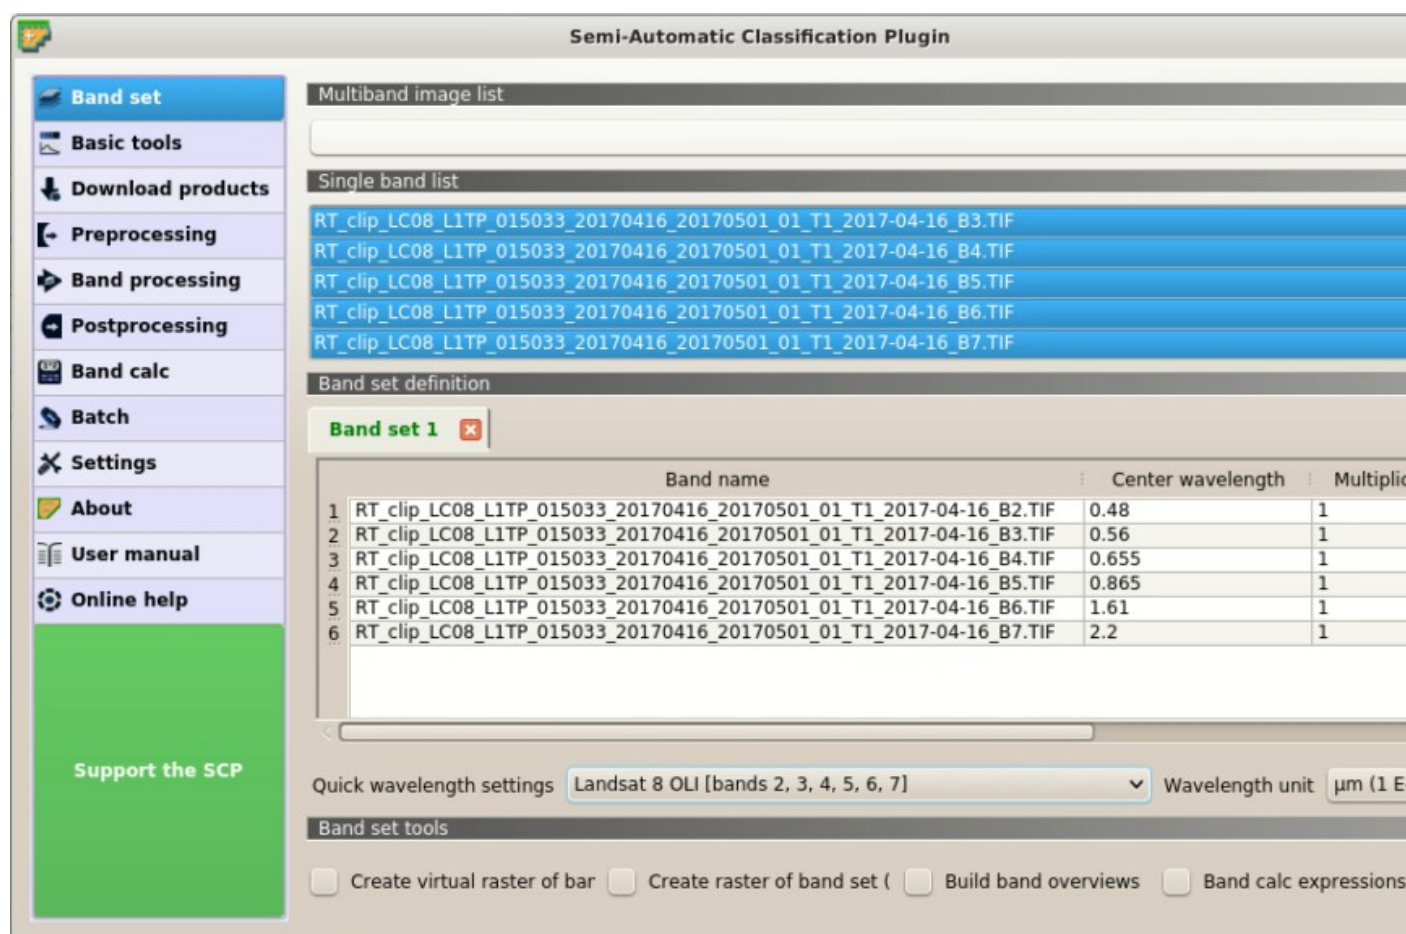 Semi-Automatic Classification Plugin
Band set
Basic tools
Download products
Preprocessing
Band processing
Postprocessing
Band calc
Batch
Settings
About
User manual
Online help
Support the SCP
Multiband image list
Single band list
RT_clip_LC08_L1TP_015033_20170416_20170501_01_T1_2017-04-16_B3.TIF
RT_clip_LC08_L1TP_015033_20170416_20170501_01_T1_2017-04-16_B4.TIF
RT_clip_LC08_L1TP_015033_20170416_20170501_01_T1_2017-04-16_B5.TIF
RT_clip_LC08_L1TP_015033_20170416_20170501_01_T1_2017-04-16_B6.TIF
RT_clip_LC08_L1TP_015033_20170416_20170501_01_T1_2017-04-16_B7.TIF
Band set definition
Band set 1
Band name Center wavelength Multiplic
1 RT_clip_LC08_L1TP_015033_20170416_20170501_01_T1_2017-04-16_B2.TIF 0.48 1
2 RT_clip_LC08_L1TP_015033_20170416_20170501_01_T1_2017-04-16_B3.TIF 0.56 1
3 RT_clip_LC08_L1TP_015033_20170416_20170501_01_T1_2017-04-16_B4.TIF 0.655 1
4 RT_clip_LC08_L1TP_015033_20170416_20170501_01_T1_2017-04-16_B5.TIF 0.865 1
5 RT_clip_LC08_L1TP_015033_20170416_20170501_01_T1_2017-04-16_B6.TIF 1.61 1
6 RT_clip_LC08_L1TP_015033_20170416_20170501_01_T1_2017-04-16_B7.TIF 2.2 1
Quick wavelength settings Landsat 8 OLI [bands 2, 3, 4, 5, 6, 7] Wavelength unit µm (1 E
Band set tools
Create virtual raster of bar Create raster of band set ( Build band overviews Band calc expressions